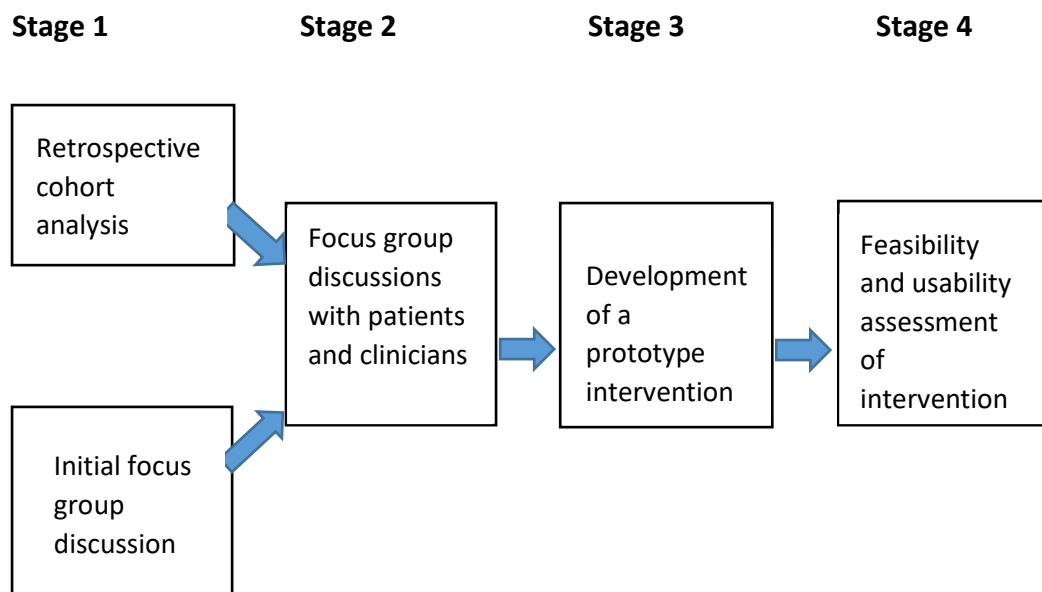 Stage 1
Stage 2
Stage 3
Stage 4
Retrospective
cohort
analysis
Initial focus
group
discussion
Focus group
discussions
with patients
and clinicians
Development
of a
prototype
intervention
Feasibility
and usability
assessment
of
intervention